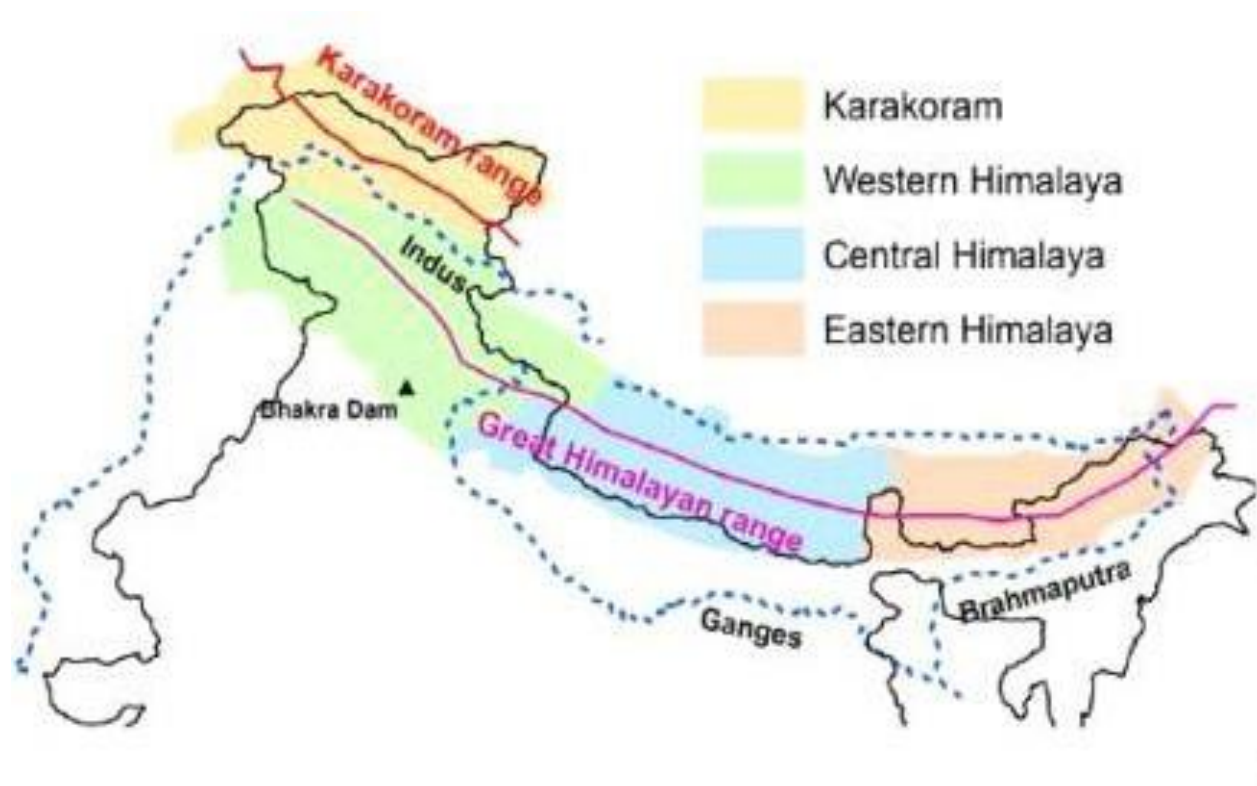 Karakoram range
Karakoram
Western Himalaya
Central Himalaya
Eastern Himalaya
Indus
Bhakra Dam
Great Himalayan range
Brahmaputra
Ganges